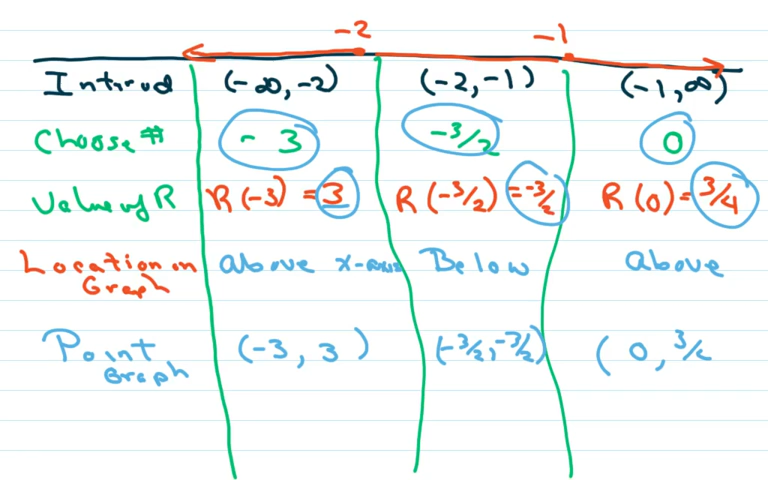 -2 -1
Interval (-∞, -2) (-2, -1) (-1, ∞)
Choose # -3 -3/2 0
Value of R R(-3) = 3 R(-3/2) = -3/2 R(0) = 3/4
Location on above x-axis Below above
Graph
Point (-3, 3) (-3/2, -3/2) (0, 3/4
Graph